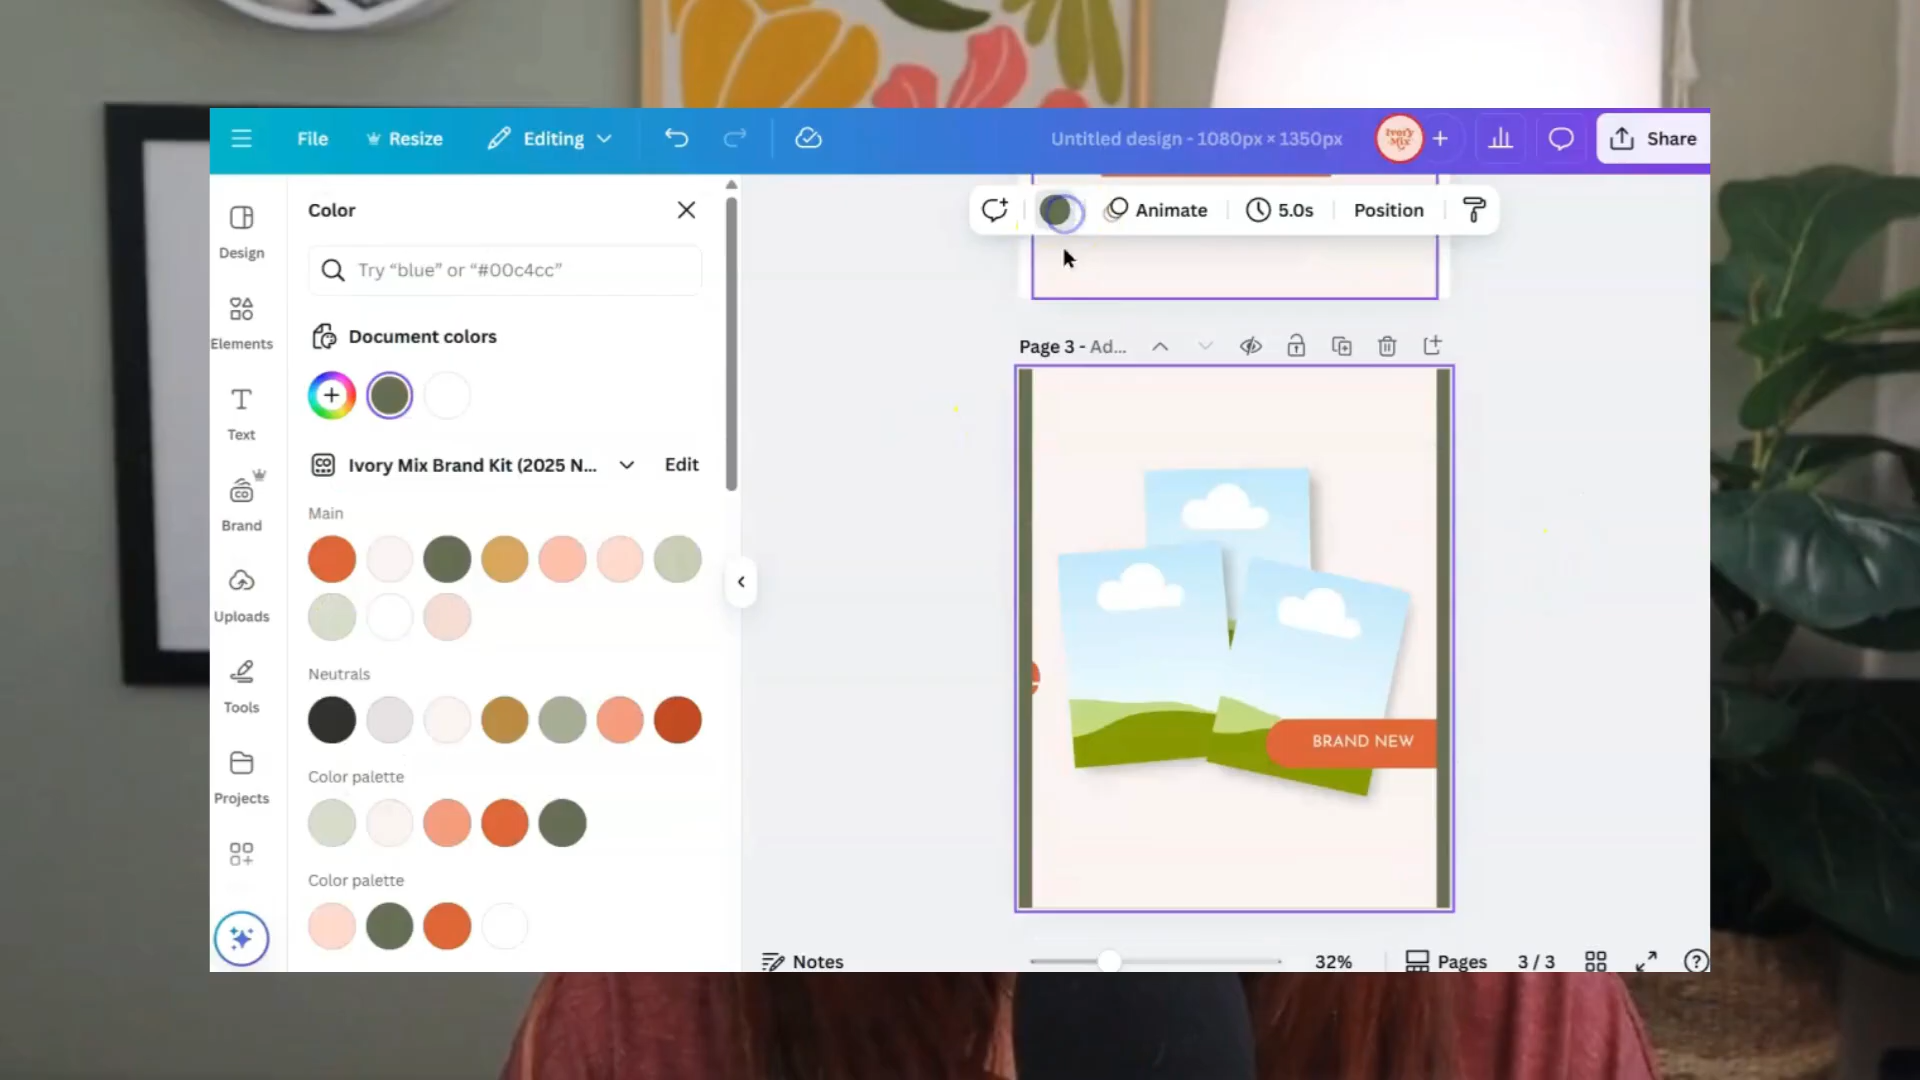 File
Resize
Editing
Untitled design - 1080px × 1350px
Ivory
Mix
Share
Design
Elements
Text
Brand
Uploads
Tools
Projects
Color
Try “blue” or “#00c4cc”
Document colors
Ivory Mix Brand Kit (2025 N...
Edit
Main
Neutrals
Color palette
Color palette
Animate
5.0s
Position
Page 3 - Ad...
BRAND NEW
Notes
32%
Pages
3 / 3